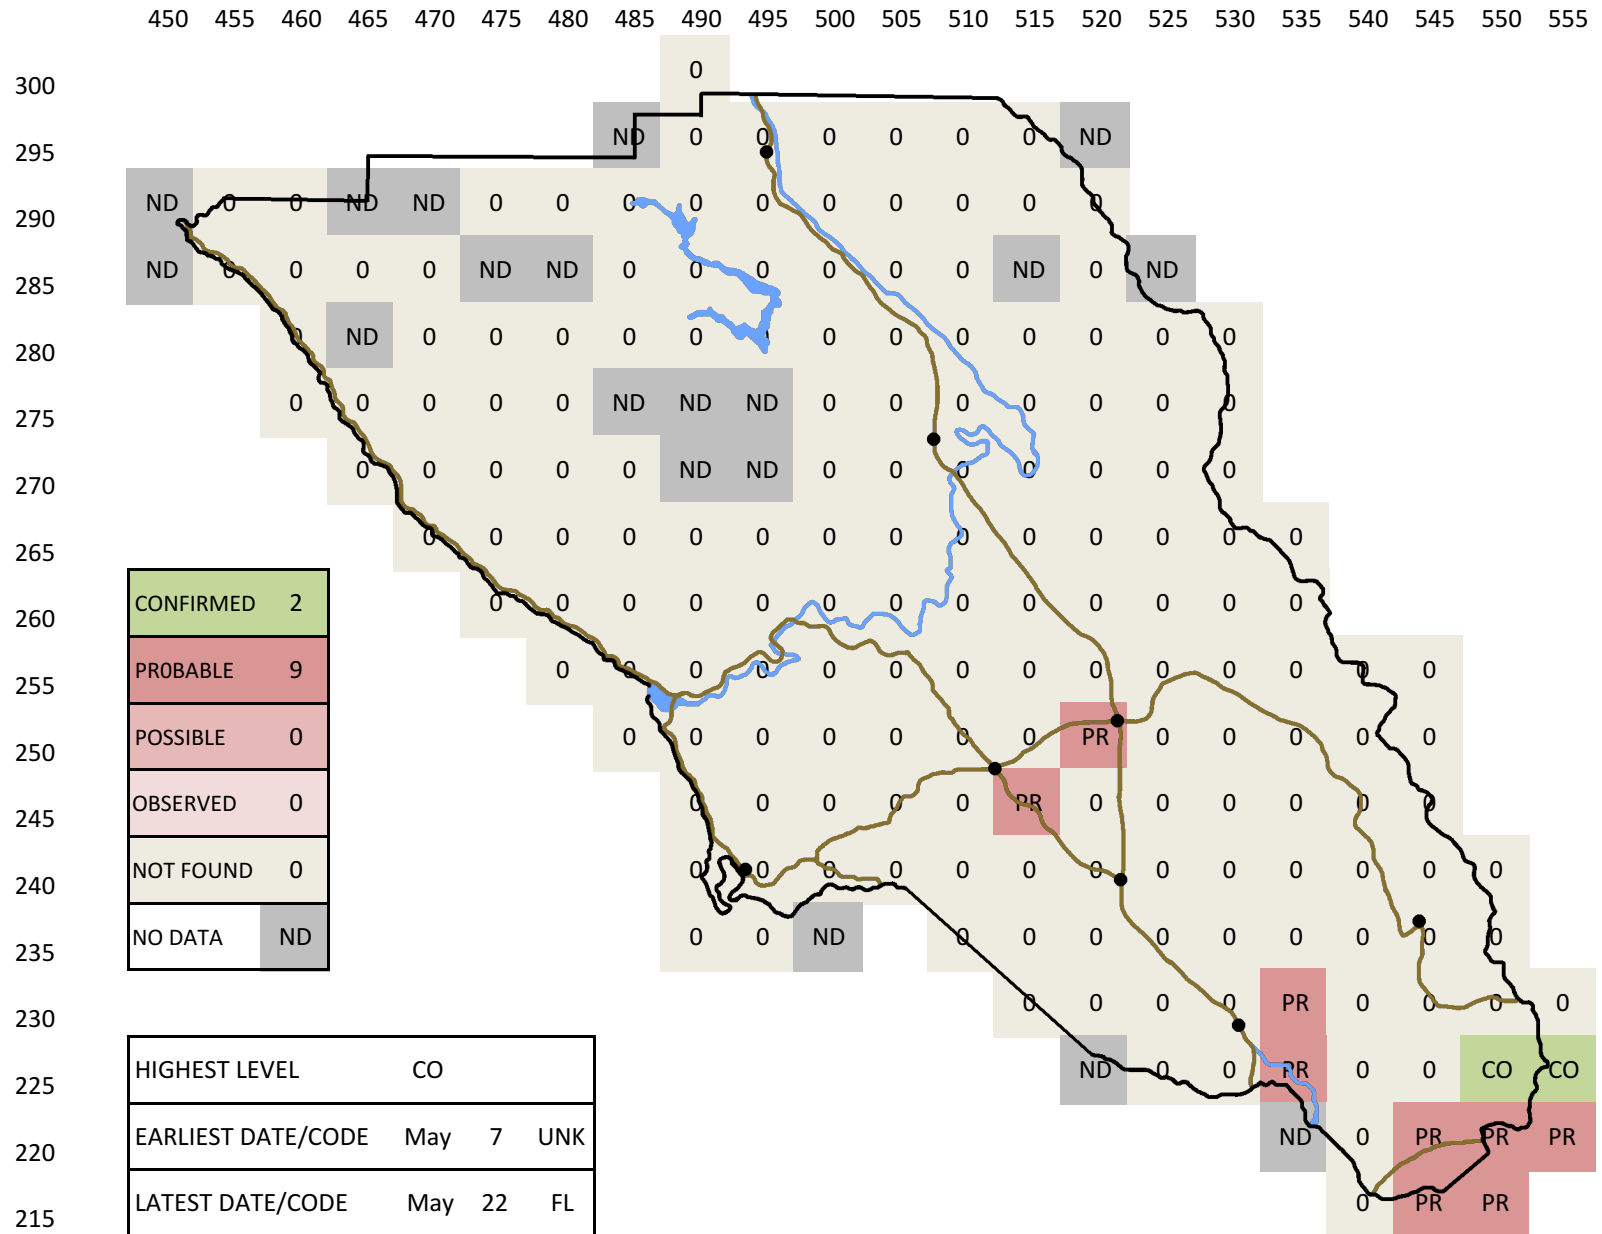 450 455 460 465 470 475 480 485 490 495 500 505 510 515 520 525 530 535 540 545 550 555
300 0
295 ND 0 0 0 0 0 0 ND
290 ND 0 0 ND ND 0 0 0 0 0 0 0 0 0 0
285 ND 0 0 0 0 ND ND 0 0 0 0 0 0 ND 0 ND
280 0 ND 0 0 0 0 0 0 0 0 0 0 0 0 0
275 0 0 0 0 0 ND ND ND 0 0 0 0 0 0 0
270 0 0 0 0 0 ND ND 0 0 0 0 0 0 0
265 0 0 0 0 0 0 0 0 0 0 0 0 0 0
260 CONFIRMED 2 0 0 0 0 0 0 0 0 0 0 0 0 0
255 PR0BABLE 9 0 0 0 0 0 0 0 0 0 0 0 0 0 0
250 POSSIBLE 0 0 0 0 0 0 0 0 PR 0 0 0 0 0
245 OBSERVED 0 0 0 0 0 0 PR 0 0 0 0 0 0
240 NOT FOUND 0 0 0 0 0 0 0 0 0 0 0 0 0 0
235 NO DATA ND 0 0 ND 0 0 0 0 0 0 0 0 0
230 0 0 0 0 PR 0 0 0 0
225 HIGHEST LEVEL CO ND 0 0 PR 0 0 CO CO
220 EARLIEST DATE/CODE May 7 UNK ND 0 PR PR PR
215 LATEST DATE/CODE May 22 FL 0 PR PR